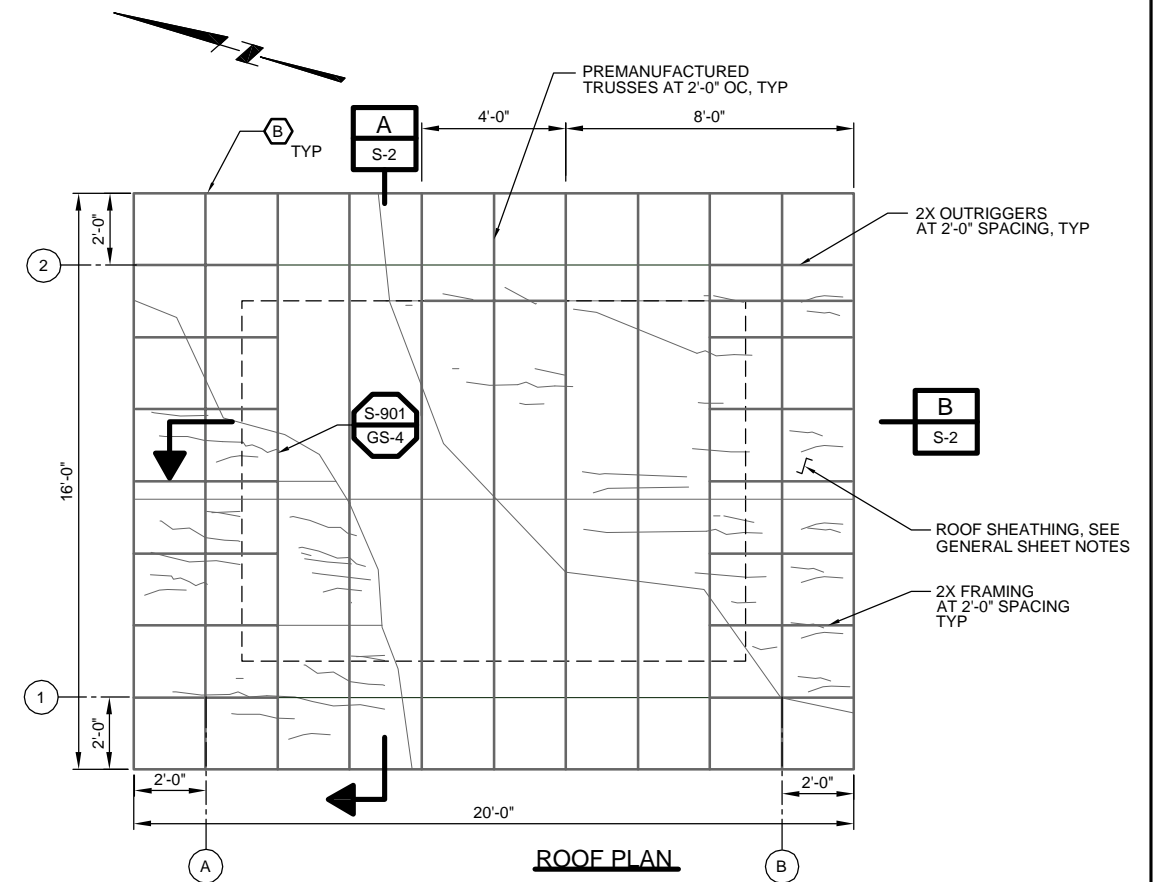 PREMANUFACTURED
TRUSSES AT 2'-0" OC, TYP
A
S-2
4'-0"
8'-0"
B
TYP
2'-0"
2X OUTRIGGERS
AT 2'-0" SPACING, TYP
2
16'-0"
S-901
GS-4
B
S-2
ROOF SHEATHING, SEE
GENERAL SHEET NOTES
2X FRAMING
AT 2'-0" SPACING
TYP
1
2'-0"
2'-0"
2'-0"
20'-0"
A
ROOF PLAN
B